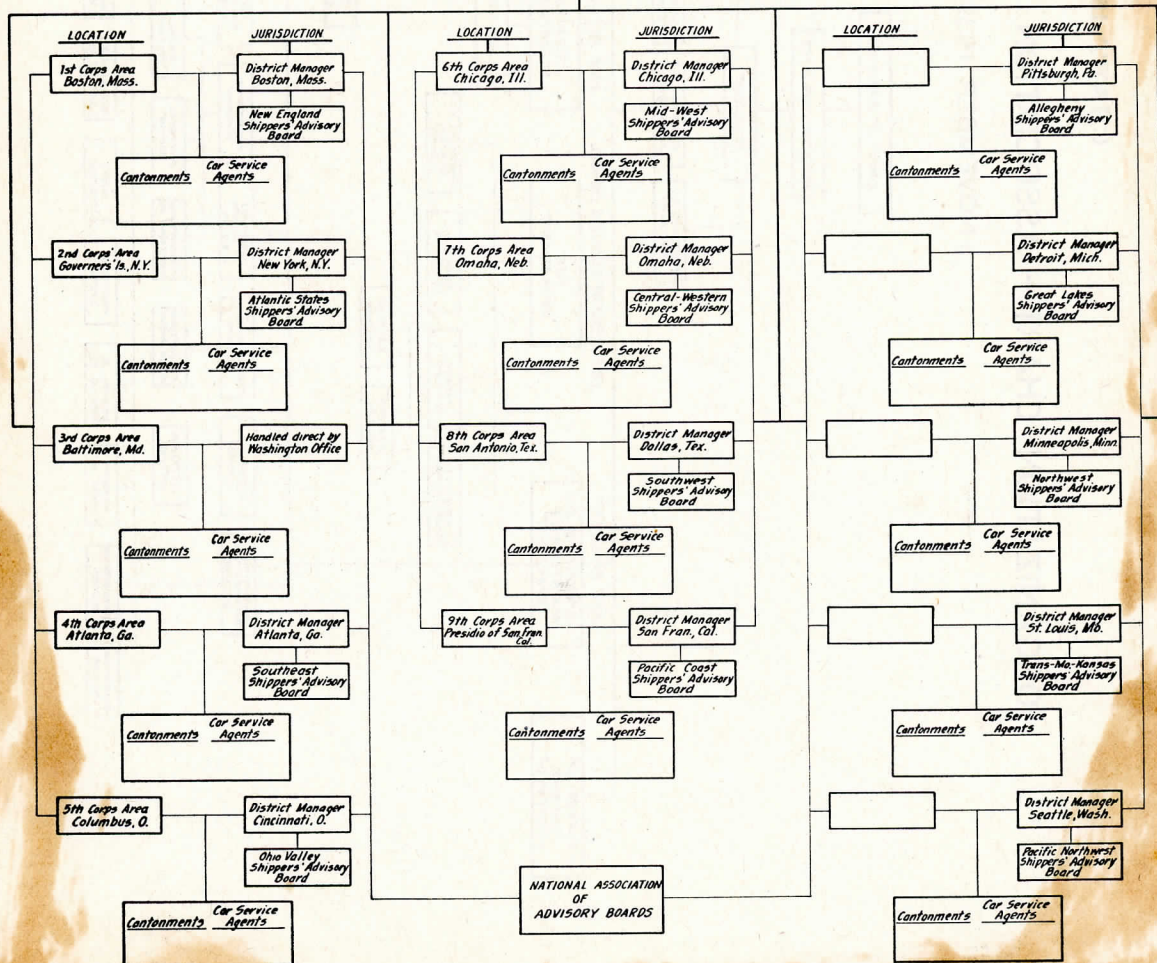 LOCATION
JURISDICTION
1st Corps Area
Boston, Mass.
District Manager
Boston, Mass.
New England
Shippers' Advisory
Board
Cantonments
Car Service
Agents
2nd Corps' Area
Governers' Is., N.Y.
District Manager
New York, N.Y.
Atlantic States
Shippers' Advisory
Board
Cantonments
Car Service
Agents
3rd Corps Area
Baltimore, Md.
Handled direct by
Washington Office
Cantonments
Car Service
Agents
4th Corps Area
Atlanta, Ga.
District Manager
Atlanta, Ga.
Southeast
Shippers' Advisory
Board
Cantonments
Car Service
Agents
5th Corps Area
Columbus, O.
District Manager
Cincinnati, O.
Ohio Valley
Shippers' Advisory
Board
Cantonments
Car Service
Agents
LOCATION
JURISDICTION
6th Corps Area
Chicago, Ill.
District Manager
Chicago, Ill.
Mid-West
Shippers' Advisory
Board
Cantonments
Car Service
Agents
7th Corps Area
Omaha, Neb.
District Manager
Omaha, Neb.
Central-Western
Shippers' Advisory
Board
Cantonments
Car Service
Agents
8th Corps Area
San Antonio, Tex.
District Manager
Dallas, Tex.
Southwest
Shippers' Advisory
Board
Cantonments
Car Service
Agents
9th Corps Area
Presidio of San Fran.
Cal.
District Manager
San Fran., Cal.
Pacific Coast
Shippers' Advisory
Board
Cantonments
Car Service
Agents
NATIONAL ASSOCIATION
OF
ADVISORY BOARDS
LOCATION
JURISDICTION
District Manager
Pittsburgh, Pa.
Allegheny
Shippers' Advisory
Board
Cantonments
Car Service
Agents
District Manager
Detroit, Mich.
Great Lakes
Shippers' Advisory
Board
Cantonments
Car Service
Agents
District Manager
Minneapolis, Minn.
Northwest
Shippers' Advisory
Board
Cantonments
Car Service
Agents
District Manager
St. Louis, Mo.
Trans-Mo.-Kansas
Shippers' Advisory
Board
Cantonments
Car Service
Agents
District Manager
Seattle, Wash.
Pacific Northwest
Shippers' Advisory
Board
Cantonments
Car Service
Agents